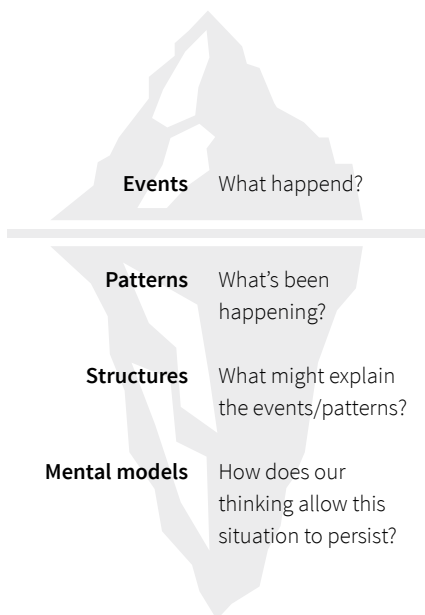 Events What happend?
Patterns What's been
happening?
Structures What might explain
the events/patterns?
Mental models How does our
thinking allow this
situation to persist?